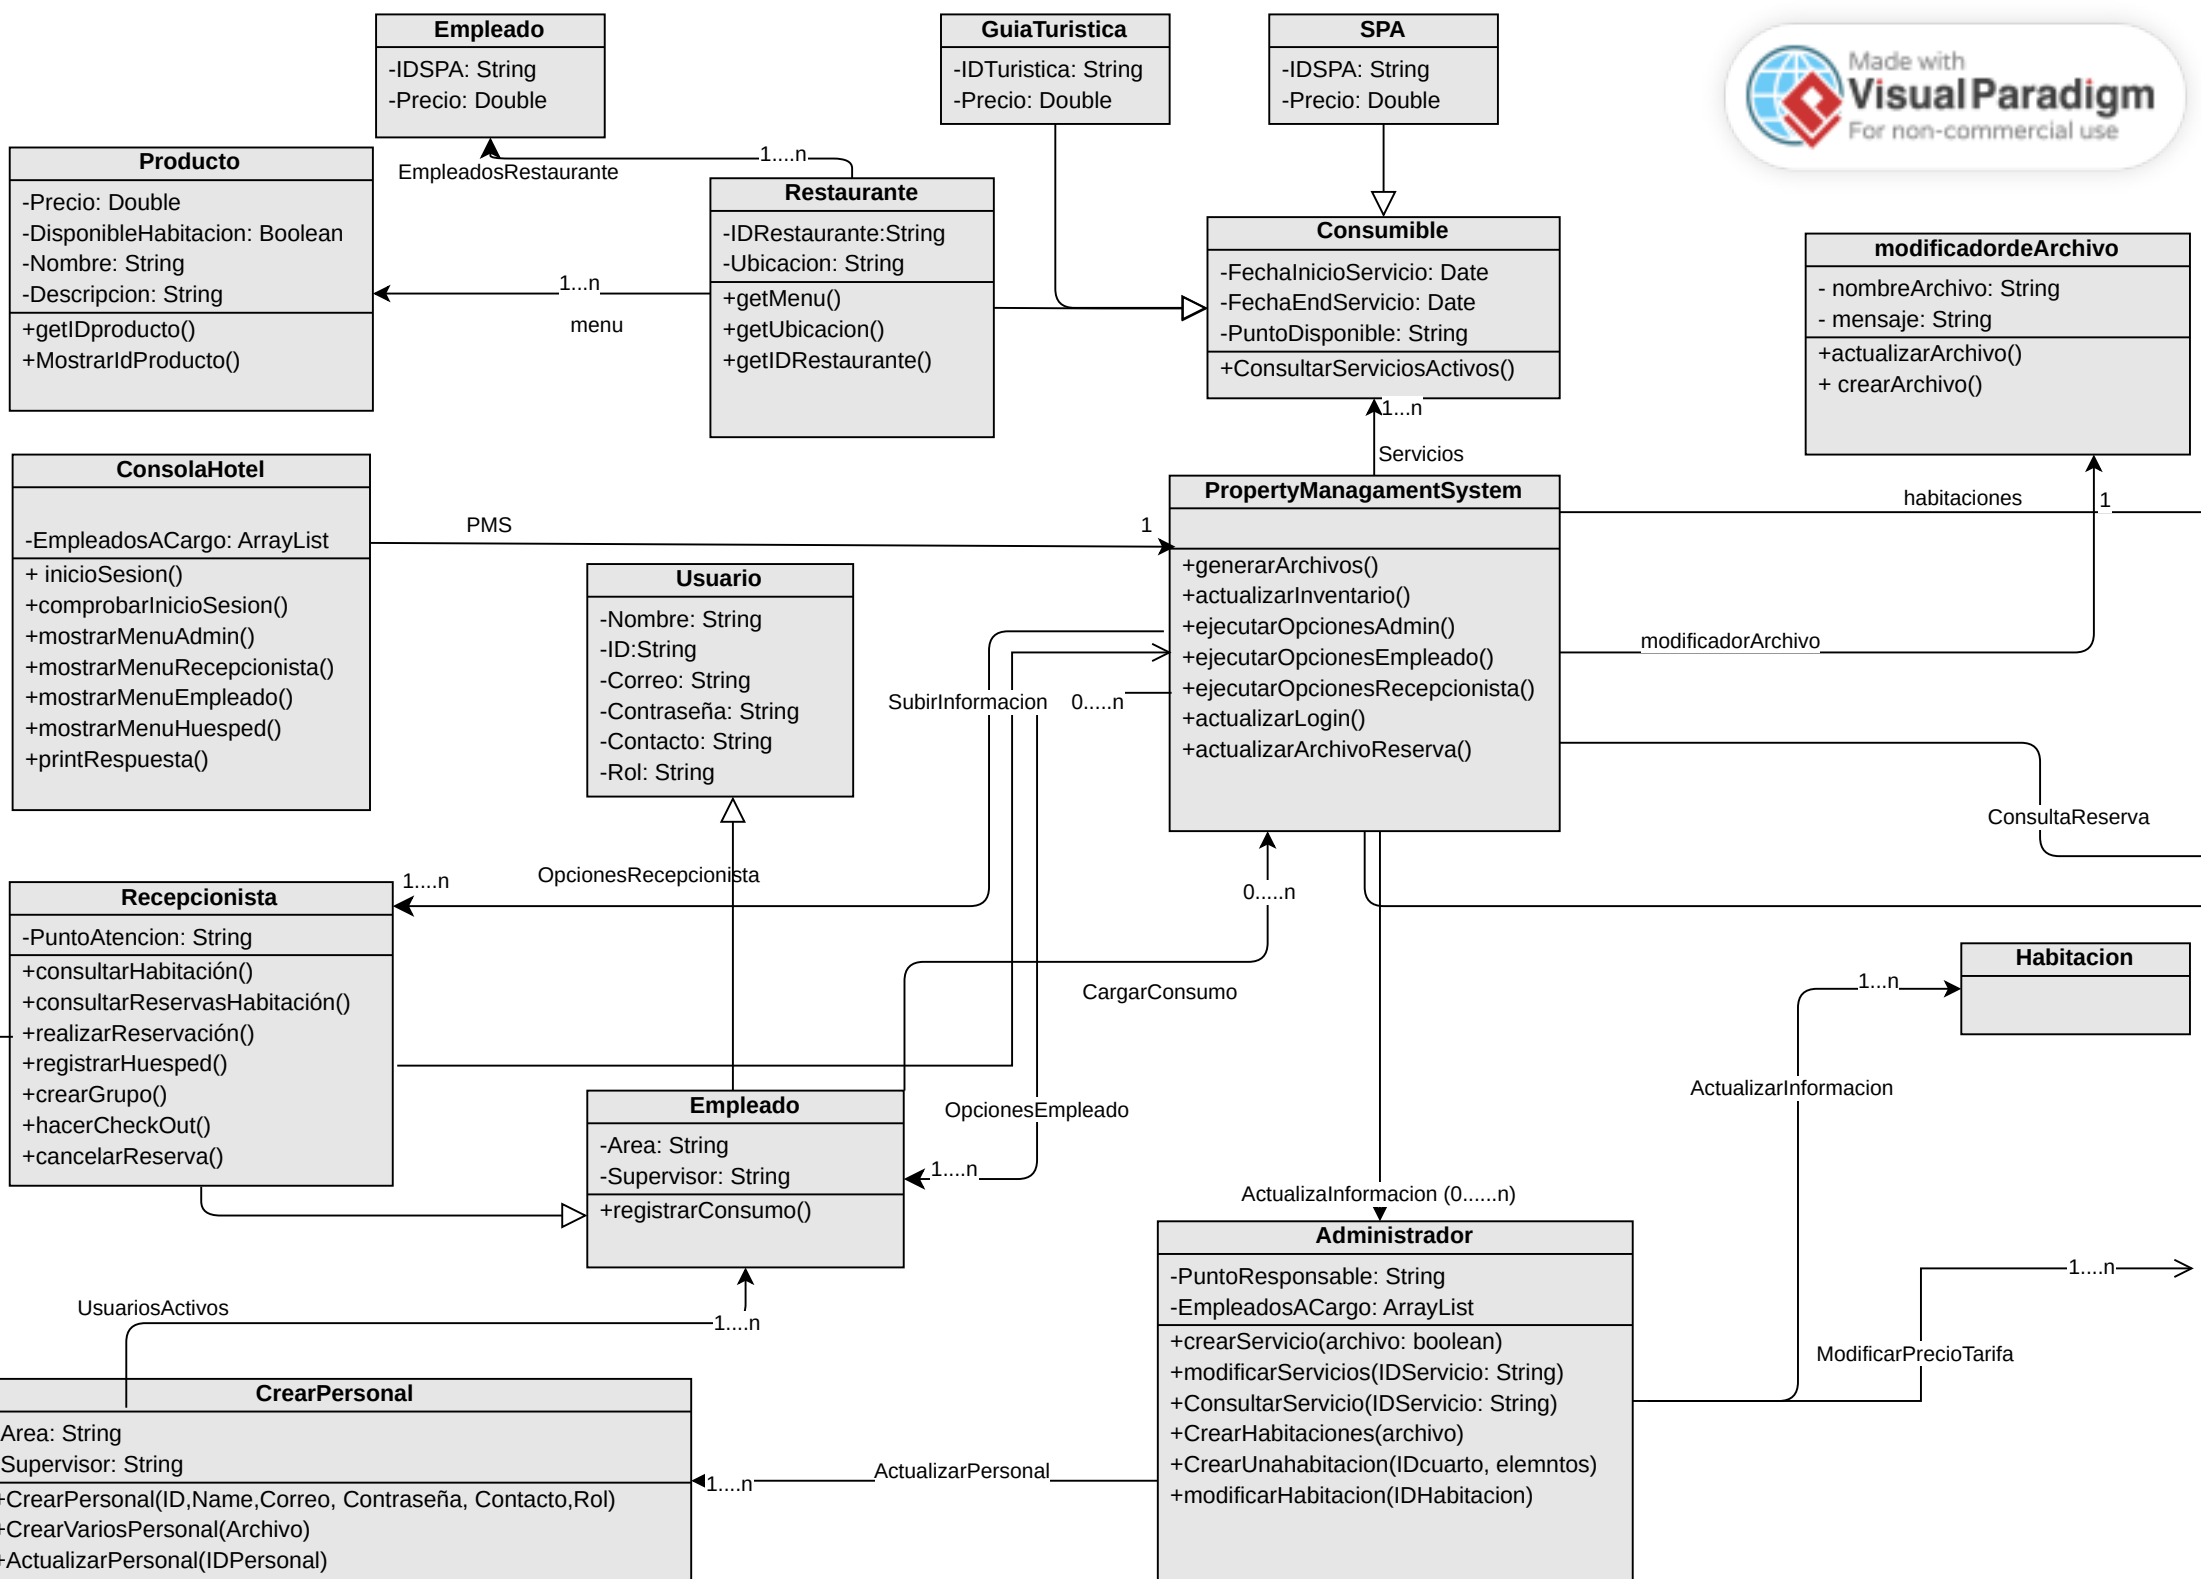 Empleado
-IDSPA: String
-Precio: Double
GuiaTuristica
-IDTuristica: String
-Precio: Double
SPA
-IDSPA: String
-Precio: Double
Made with
Visual Paradigm
For non-commercial use
EmpleadosRestaurante
1....n
Producto
-Precio: Double
-DisponibleHabitacion: Boolean
-Nombre: String
-Descripcion: String
+getIDproducto()
+MostrarIdProducto()
1...n
menu
Restaurante
-IDRestaurante:String
-Ubicacion: String
+getMenu()
+getUbicacion()
+getIDRestaurante()
Consumible
-FechaInicioServicio: Date
-FechaEndServicio: Date
-PuntoDisponible: String
+ConsultarServiciosActivos()
1...n
Servicios
modificadordeArchivo
- nombreArchivo: String
- mensaje: String
+actualizarArchivo()
+ crearArchivo()
ConsolaHotel
-EmpleadosACargo: ArrayList
+ inicioSesion()
+comprobarInicioSesion()
+mostrarMenuAdmin()
+mostrarMenuRecepcionista()
+mostrarMenuEmpleado()
+mostrarMenuHuesped()
+printRespuesta()
PMS
1
Usuario
-Nombre: String
-ID:String
-Correo: String
-Contraseña: String
-Contacto: String
-Rol: String
PropertyManagamentSystem
+generarArchivos()
+actualizarInventario()
+ejecutarOpcionesAdmin()
+ejecutarOpcionesEmpleado()
+ejecutarOpcionesRecepcionista()
+actualizarLogin()
+actualizarArchivoReserva()
habitaciones
1
modificadorArchivo
SubirInformacion
0.....n
ConsultaReserva
1....n
OpcionesRecepcionista
0.....n
Recepcionista
-PuntoAtencion: String
+consultarHabitación()
+consultarReservasHabitación()
+realizarReservación()
+registrarHuesped()
+crearGrupo()
+hacerCheckOut()
+cancelarReserva()
CargarConsumo
Habitacion
1...n
ActualizarInformacion
Empleado
-Area: String
-Supervisor: String
+registrarConsumo()
OpcionesEmpleado
1....n
ActualizaInformacion (0......n)
Administrador
-PuntoResponsable: String
-EmpleadosACargo: ArrayList
+crearServicio(archivo: boolean)
+modificarServicios(IDServicio: String)
+ConsultarServicio(IDServicio: String)
+CrearHabitaciones(archivo)
+CrearUnahabitacion(IDcuarto, elemntos)
+modificarHabitacion(IDHabitacion)
1....n
ModificarPrecioTarifa
UsuariosActivos
1....n
CrearPersonal
Area: String
Supervisor: String
+CrearPersonal(ID,Name,Correo, Contraseña, Contacto,Rol)
+CrearVariosPersonal(Archivo)
+ActualizarPersonal(IDPersonal)
1....n
ActualizarPersonal